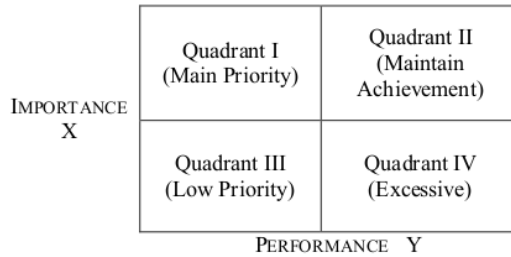 Quadrant I
(Main Priority)
Quadrant II
(Maintain
Achievement)
IMPORTANCE
X
Quadrant III
(Low Priority)
Quadrant IV
(Excessive)
PERFORMANCE Y